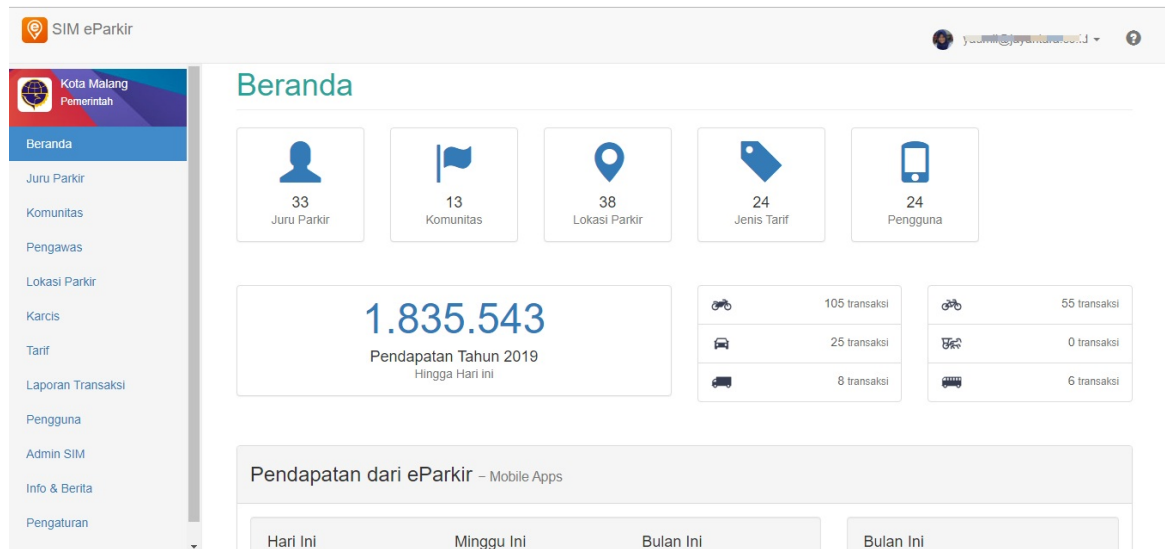 SIM eParkir
Kota Malang
Pemerintah
Beranda
Juru Parkir
Komunitas
Pengawas
Lokasi Parkir
Karcis
Tarif
Laporan Transaksi
Pengguna
Admin SIM
Info & Berita
Pengaturan
Beranda
33
Juru Parkir
13
Komunitas
38
Lokasi Parkir
24
Jenis Tarif
24
Pengguna
1.835.543
Pendapatan Tahun 2019
Hingga Hari ini
105 transaksi
25 transaksi
8 transaksi
55 transaksi
0 transaksi
6 transaksi
Pendapatan dari eParkir – Mobile Apps
Hari Ini
Minggu Ini
Bulan Ini
Bulan Ini